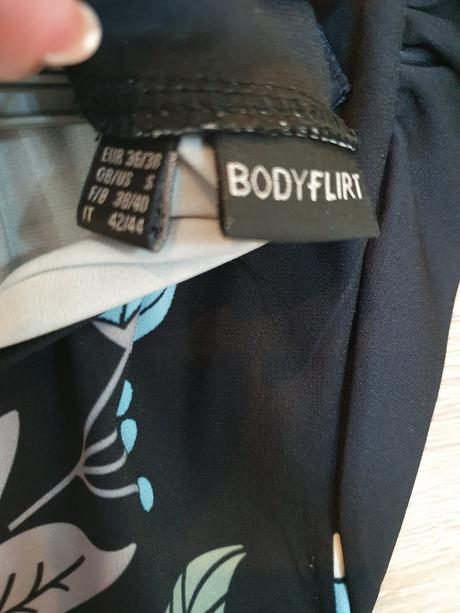 EUR 36/38
GB/US S
F/B 38/40
IT 42/44
BODYFLIRT